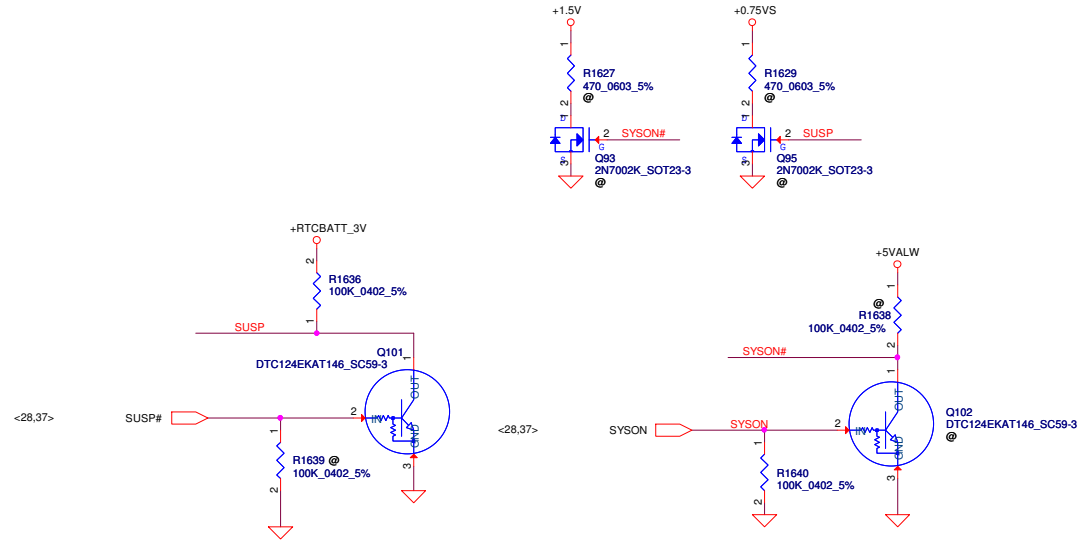 +1.5V
1
R1627
470_0603_5%
@
2
D
1
2
SYSON#
G
S
3
Q93
2N7002K_SOT23-3
@
+0.75VS
1
R1629
470_0603_5%
@
2
D
1
2
SUSP
G
S
3
Q95
2N7002K_SOT23-3
@
+RTCBATT_3V
2
R1636
100K_0402_5%
1
SUSP
Q101
DTC124EKAT146_SC59-3
1
OUT
<28,37>
SUSP#
2
IN
GND
3
1
R1639 @
100K_0402_5%
2
+5VALW
1
@
R1638
100K_0402_5%
2
SYSON#
1
OUT
<28,37>
SYSON
SYSON
2
IN
GND
3
Q102
DTC124EKAT146_SC59-3
@
1
R1640
100K_0402_5%
2